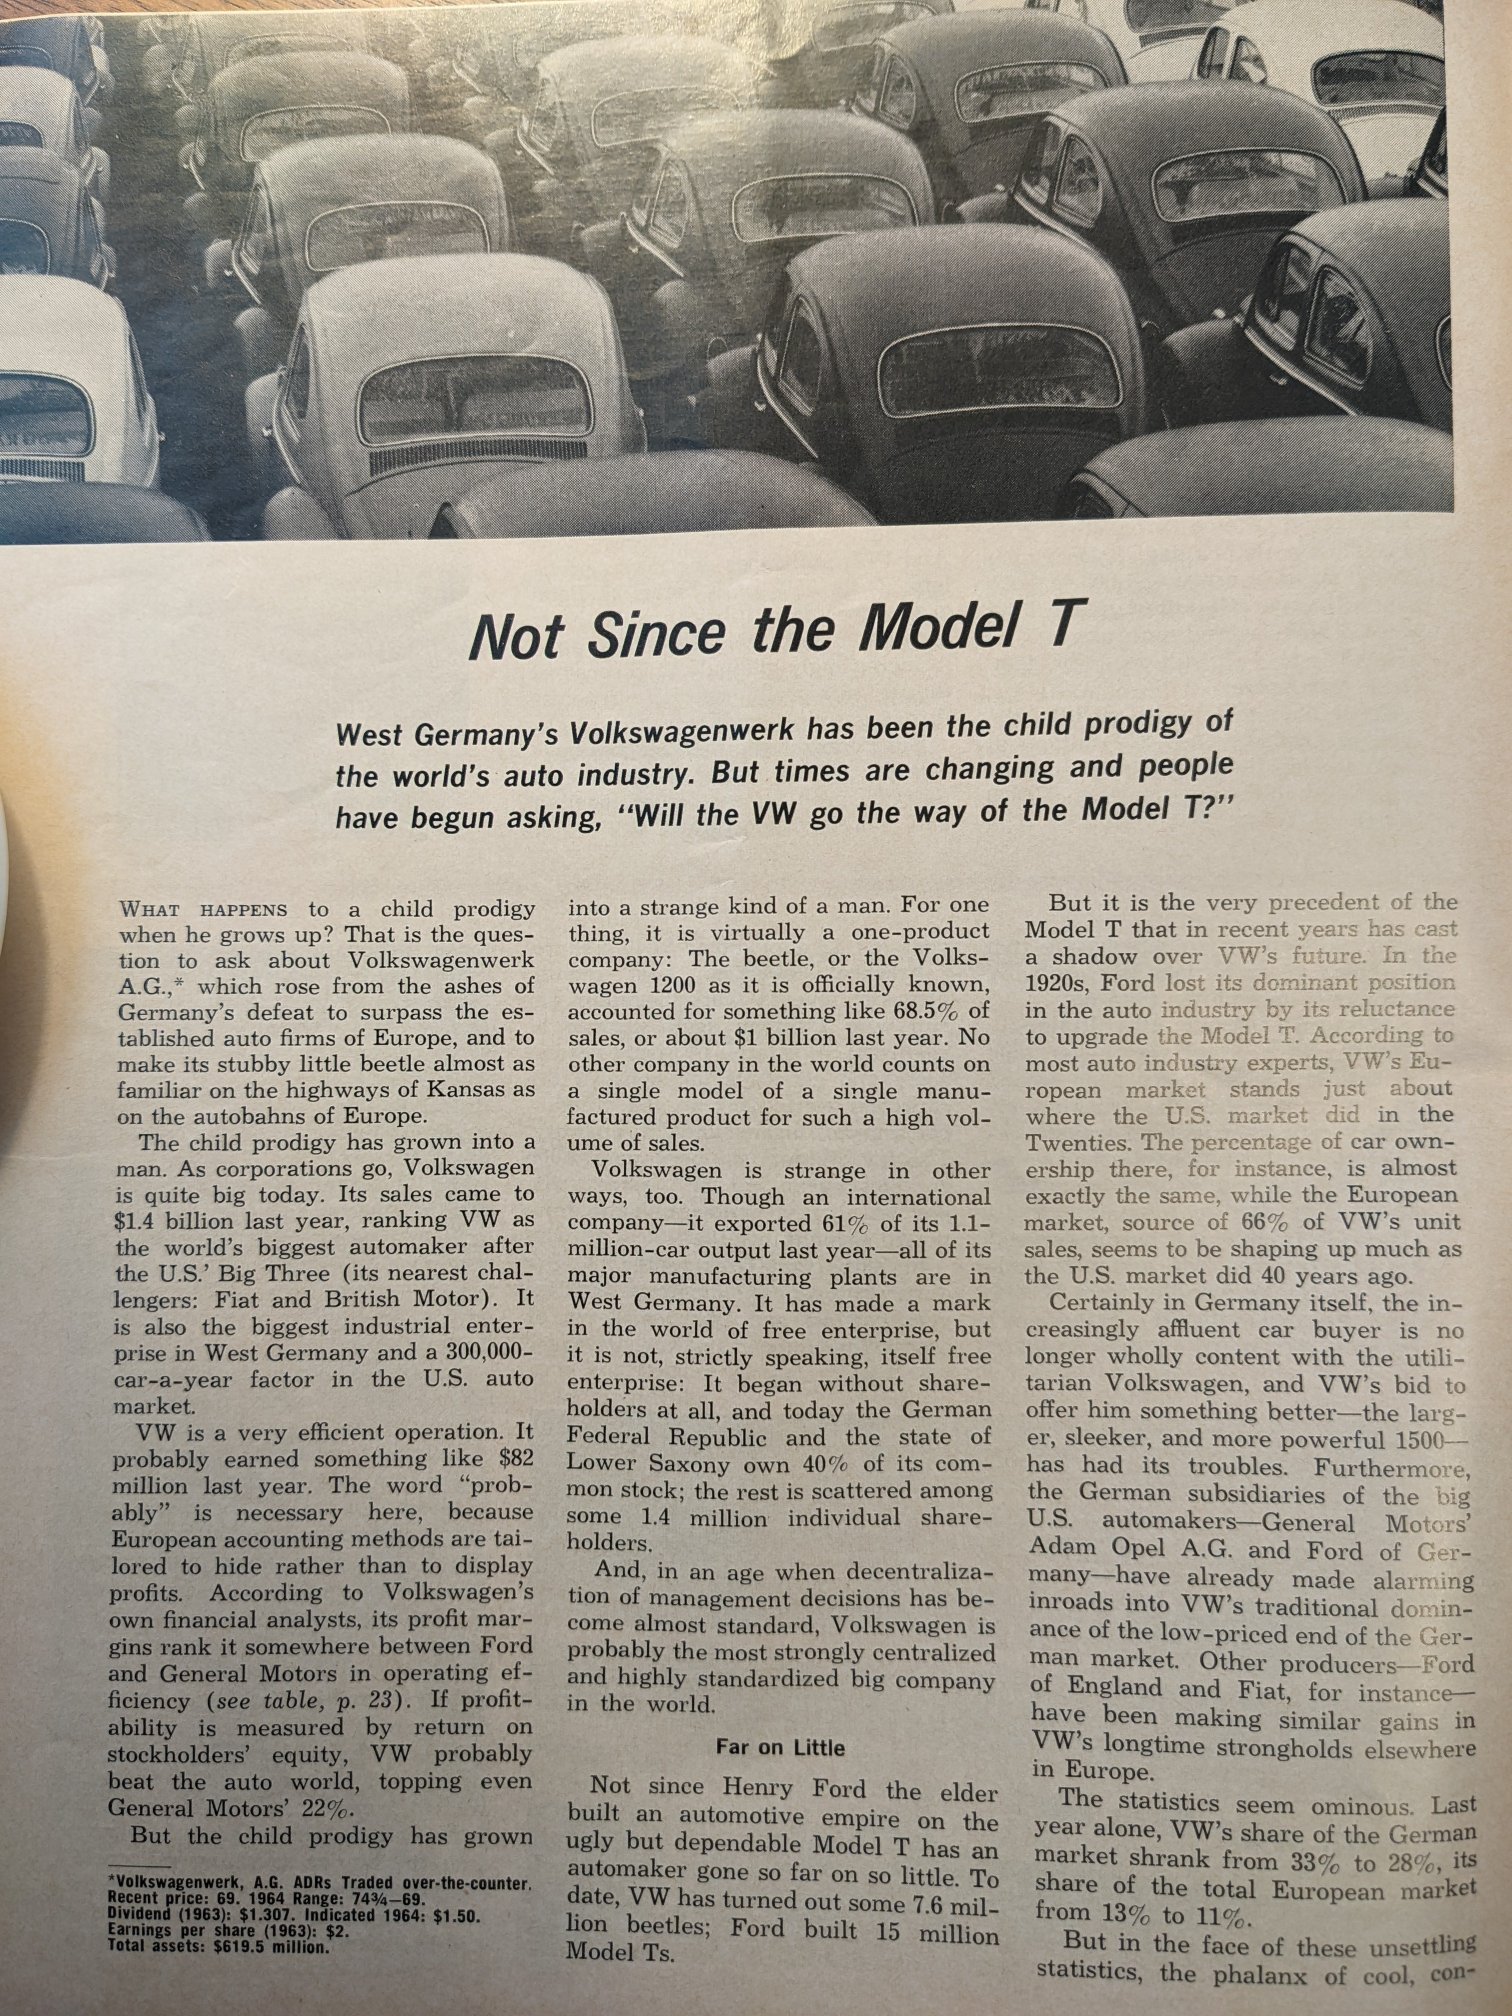 Not Since the Model T
West Germany's Volkswagenwerk has been the child prodigy of
the world's auto industry. But times are changing and people
have begun asking, "Will the VW go the way of the Model T?"
WHAT HAPPENS to a child prodigy
when he grows up? That is the ques-
tion to ask about Volkswagenwerk
A.G.,* which rose from the ashes of
Germany's defeat to surpass the es-
tablished auto firms of Europe, and to
make its stubby little beetle almost as
familiar on the highways of Kansas as
on the autobahns of Europe.
The child prodigy has grown into a
man. As corporations go, Volkswagen
is quite big today. Its sales came to
$1.4 billion last year, ranking VW as
the world's biggest automaker after
the U.S.' Big Three (its nearest chal-
lengers: Fiat and British Motor). It
is also the biggest industrial enter-
prise in West Germany and a 300,000-
car-a-year factor in the U.S. auto
market.
VW is a very efficient operation. It
probably earned something like $82
million last year. The word "prob-
ably" is necessary here, because
European accounting methods are tai-
lored to hide rather than to display
profits. According to Volkswagen's
own financial analysts, its profit mar-
gins rank it somewhere between Ford
and General Motors in operating ef-
ficiency (see table, p. 23). If profit-
ability is measured by return on
stockholders' equity, VW probably
beat the auto world, topping even
General Motors' 22%.
But the child prodigy has grown
*Volkswagenwerk, A.G. ADRs Traded over-the-counter.
Recent price: 69. 1964 Range: 74¾—69.
Dividend (1963): $1.307. Indicated 1964: $1.50.
Earnings per share (1963): $2.
Total assets: $619.5 million.
into a strange kind of a man. For one
thing, it is virtually a one-product
company: The beetle, or the Volks-
wagen 1200 as it is officially known,
accounted for something like 68.5% of
sales, or about $1 billion last year. No
other company in the world counts on
a single model of a single manu-
factured product for such a high vol-
ume of sales.
Volkswagen is strange in other
ways, too. Though an international
company—it exported 61% of its 1.1-
million-car output last year—all of its
major manufacturing plants are in
West Germany. It has made a mark
in the world of free enterprise, but
it is not, strictly speaking, itself free
enterprise: It began without share-
holders at all, and today the German
Federal Republic and the state of
Lower Saxony own 40% of its com-
mon stock; the rest is scattered among
some 1.4 million individual share-
holders.
And, in an age when decentraliza-
tion of management decisions has be-
come almost standard, Volkswagen is
probably the most strongly centralized
and highly standardized big company
in the world.
Far on Little
Not since Henry Ford the elder
built an automotive empire on the
ugly but dependable Model T has an
automaker gone so far on so little. To
date, VW has turned out some 7.6 mil-
lion beetles; Ford built 15 million
Model Ts.
But it is the very precedent of the
Model T that in recent years has cast
a shadow over VW's future. In the
1920s, Ford lost its dominant position
in the auto industry by its reluctance
to upgrade the Model T. According to
most auto industry experts, VW's Eu-
ropean market stands just about
where the U.S. market did in the
Twenties. The percentage of car own-
ership there, for instance, is almost
exactly the same, while the European
market, source of 66% of VW's unit
sales, seems to be shaping up much as
the U.S. market did 40 years ago.
Certainly in Germany itself, the in-
creasingly affluent car buyer is no
longer wholly content with the utili-
tarian Volkswagen, and VW's bid to
offer him something better—the larg-
er, sleeker, and more powerful 1500—
has had its troubles. Furthermore,
the German subsidiaries of the big
U.S. automakers—General Motors'
Adam Opel A.G. and Ford of Ger-
many—have already made alarming
inroads into VW's traditional domin-
ance of the low-priced end of the Ger-
man market. Other producers—Ford
of England and Fiat, for instance—
have been making similar gains in
VW's longtime strongholds elsewhere
in Europe.
The statistics seem ominous. Last
year alone, VW's share of the German
market shrank from 33% to 28%, its
share of the total European market
from 13% to 11%.
But in the face of these unsettling
statistics, the phalanx of cool, con-